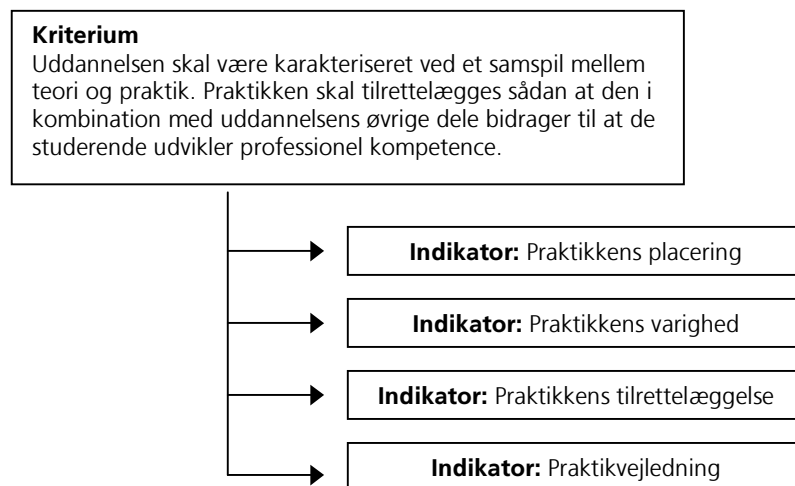 Kriterium
Uddannelsen skal være karakteriseret ved et samspil mellem
teori og praktik. Praktikken skal tilrettelægges sådan at den i
kombination med uddannelsens øvrige dele bidrager til at de
studerende udvikler professionel kompetence.
Indikator: Praktikkens placering
Indikator: Praktikkens varighed
Indikator: Praktikkens tilrettelæggelse
Indikator: Praktikvejledning